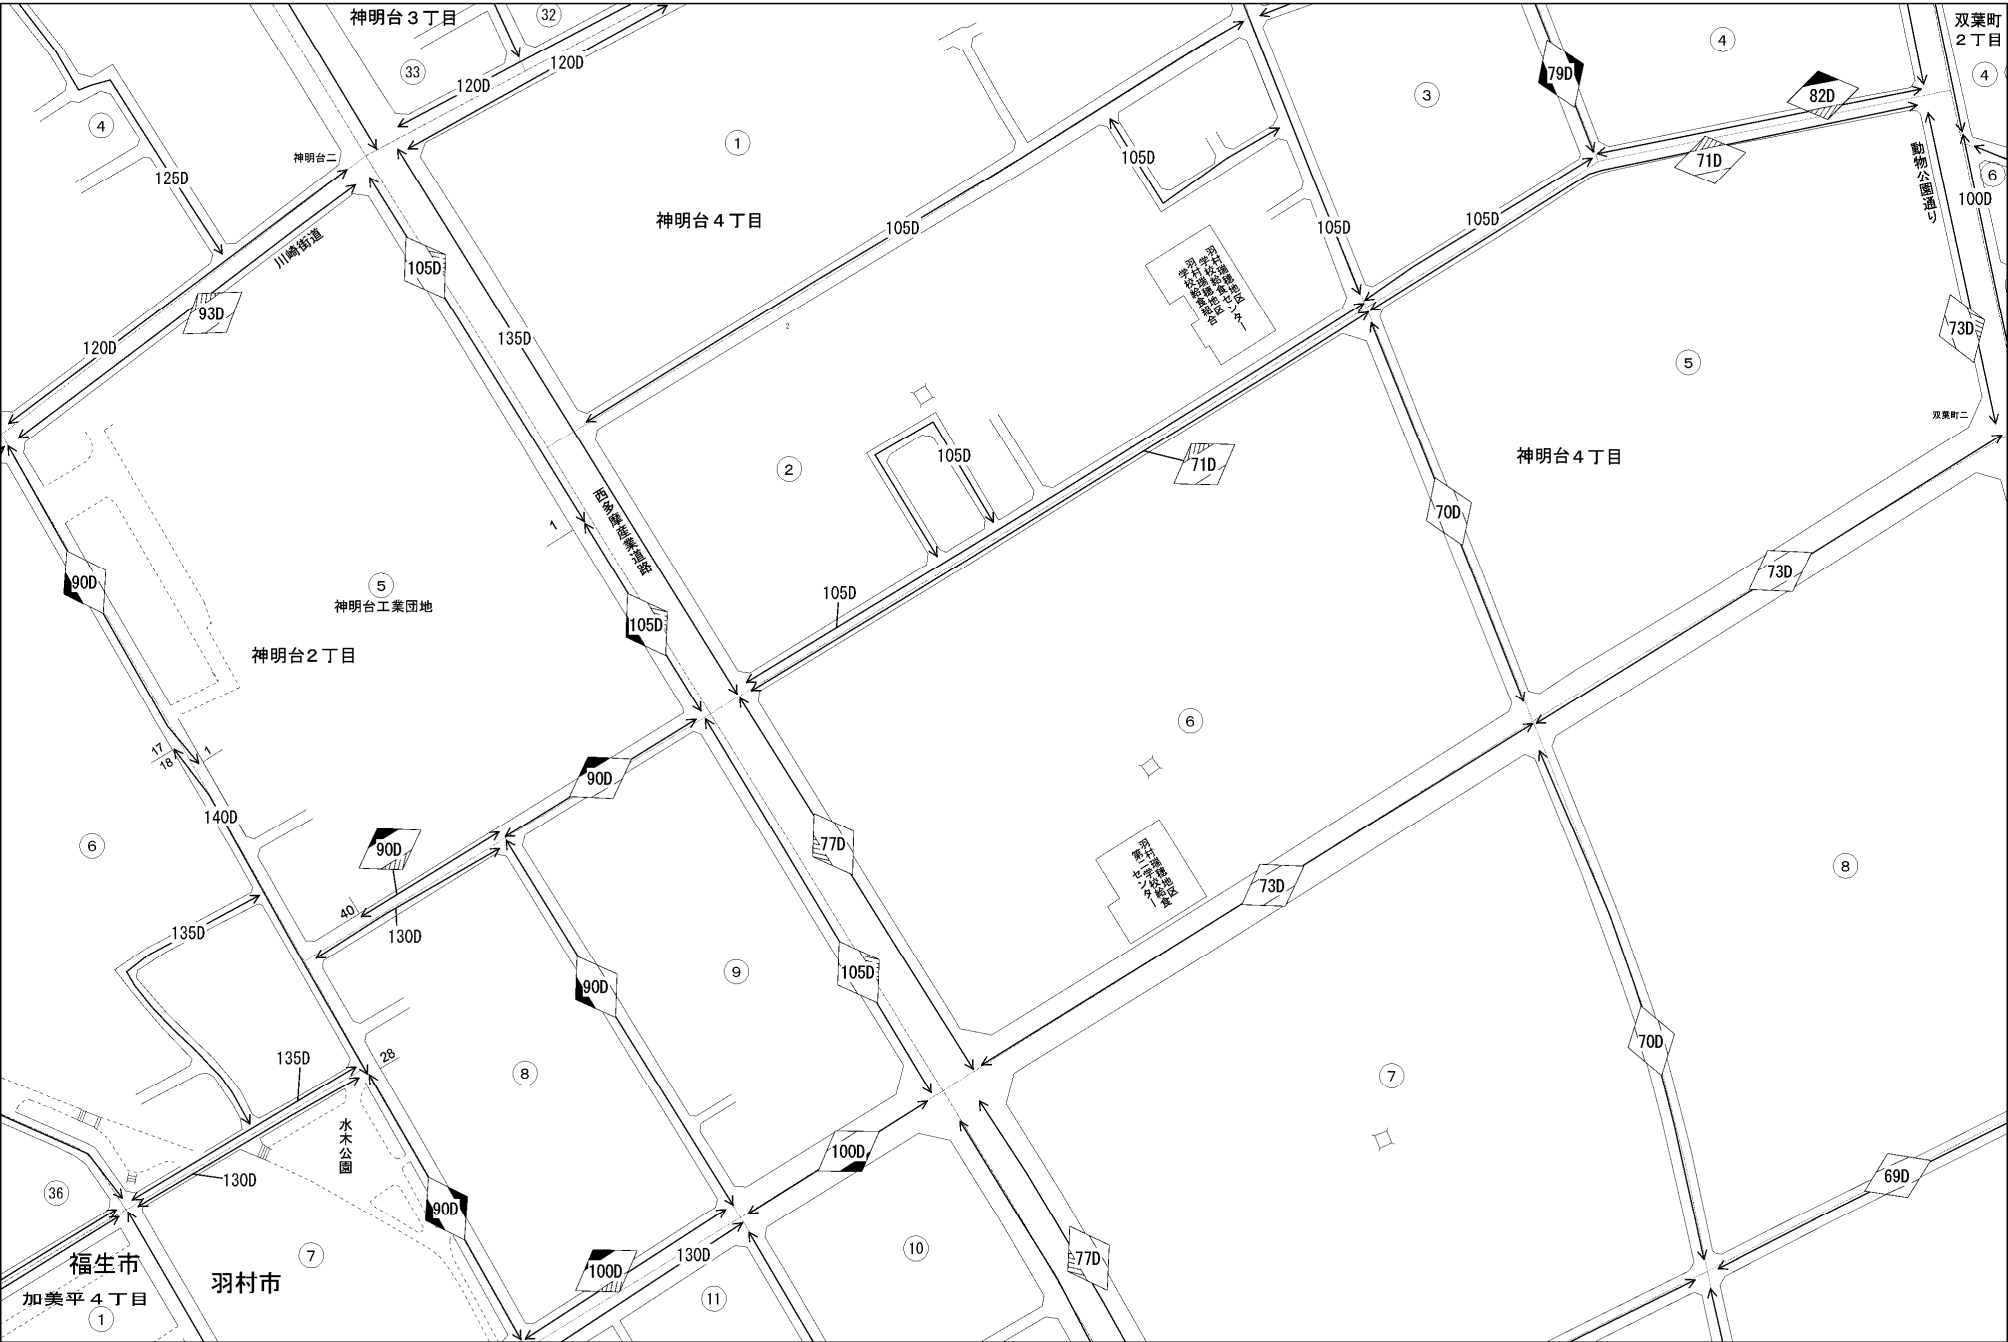 神明台３丁目
32
双葉町
２丁目
33
120D
120D
79D
4
4
82D
4
3
125D
神明台二
1
105D
71D
動物公園通り
6
100D
川崎街道
神明台４丁目
105D
105D
105D
105D
93D
羽村瑞穂地区
学校給食センター
羽村瑞穂地区
学校給食組合
120D
135D
2
73D
5
双葉町二
2
105D
71D
神明台４丁目
1
西多摩産業道路
70D
90D
5
神明台工業団地
105D
105D
73D
神明台２丁目
6
17
18
1
90D
140D
6
90D
77D
羽村瑞穂地区
第二学校給食
センター
73D
8
40
130D
135D
9
105D
90D
70D
135D
28
8
7
水木公園
100D
130D
36
90D
69D
福生市
7
羽村市
10
130D
100D
77D
加美平４丁目
1
11